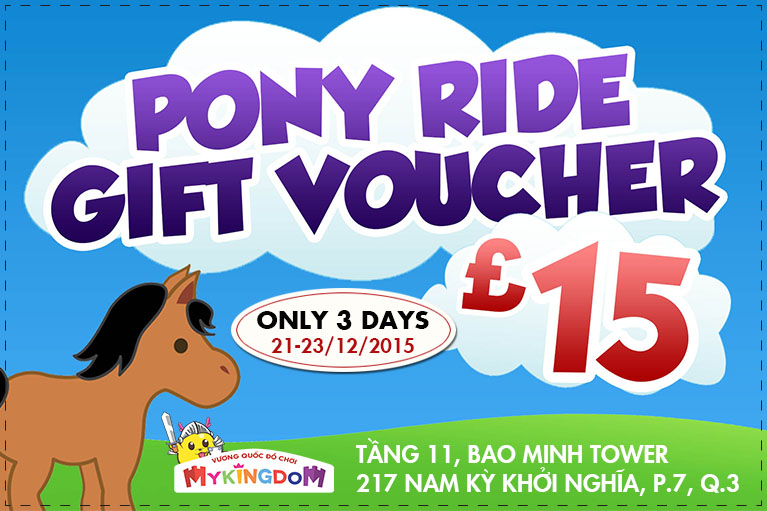 PONY RIDE
GIFT VOUCHER
£15
ONLY 3 DAYS
21-23/12/2015
VƯƠNG QUỐC ĐỒ CHƠI
MYKINGDOM
TẦNG 11, BAO MINH TOWER
217 NAM KỲ KHỞI NGHĨA, P.7, Q.3